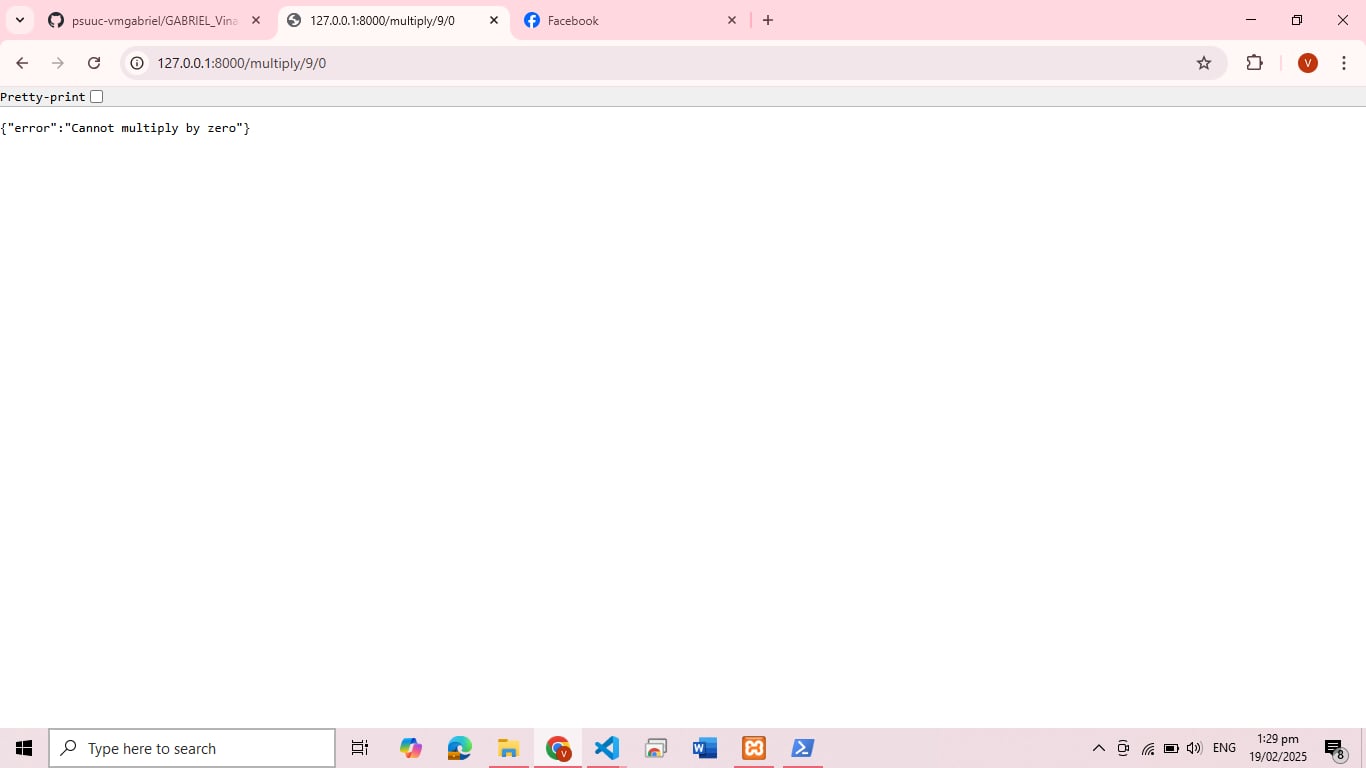 psuuc-vmgabriel/GABRIEL_Vina
127.0.0.1:8000/multiply/9/0
Facebook
127.0.0.1:8000/multiply/9/0
V
Pretty-print
{"error":"Cannot multiply by zero"}
Type here to search
V
W
ENG
1:29 pm
19/02/2025
8